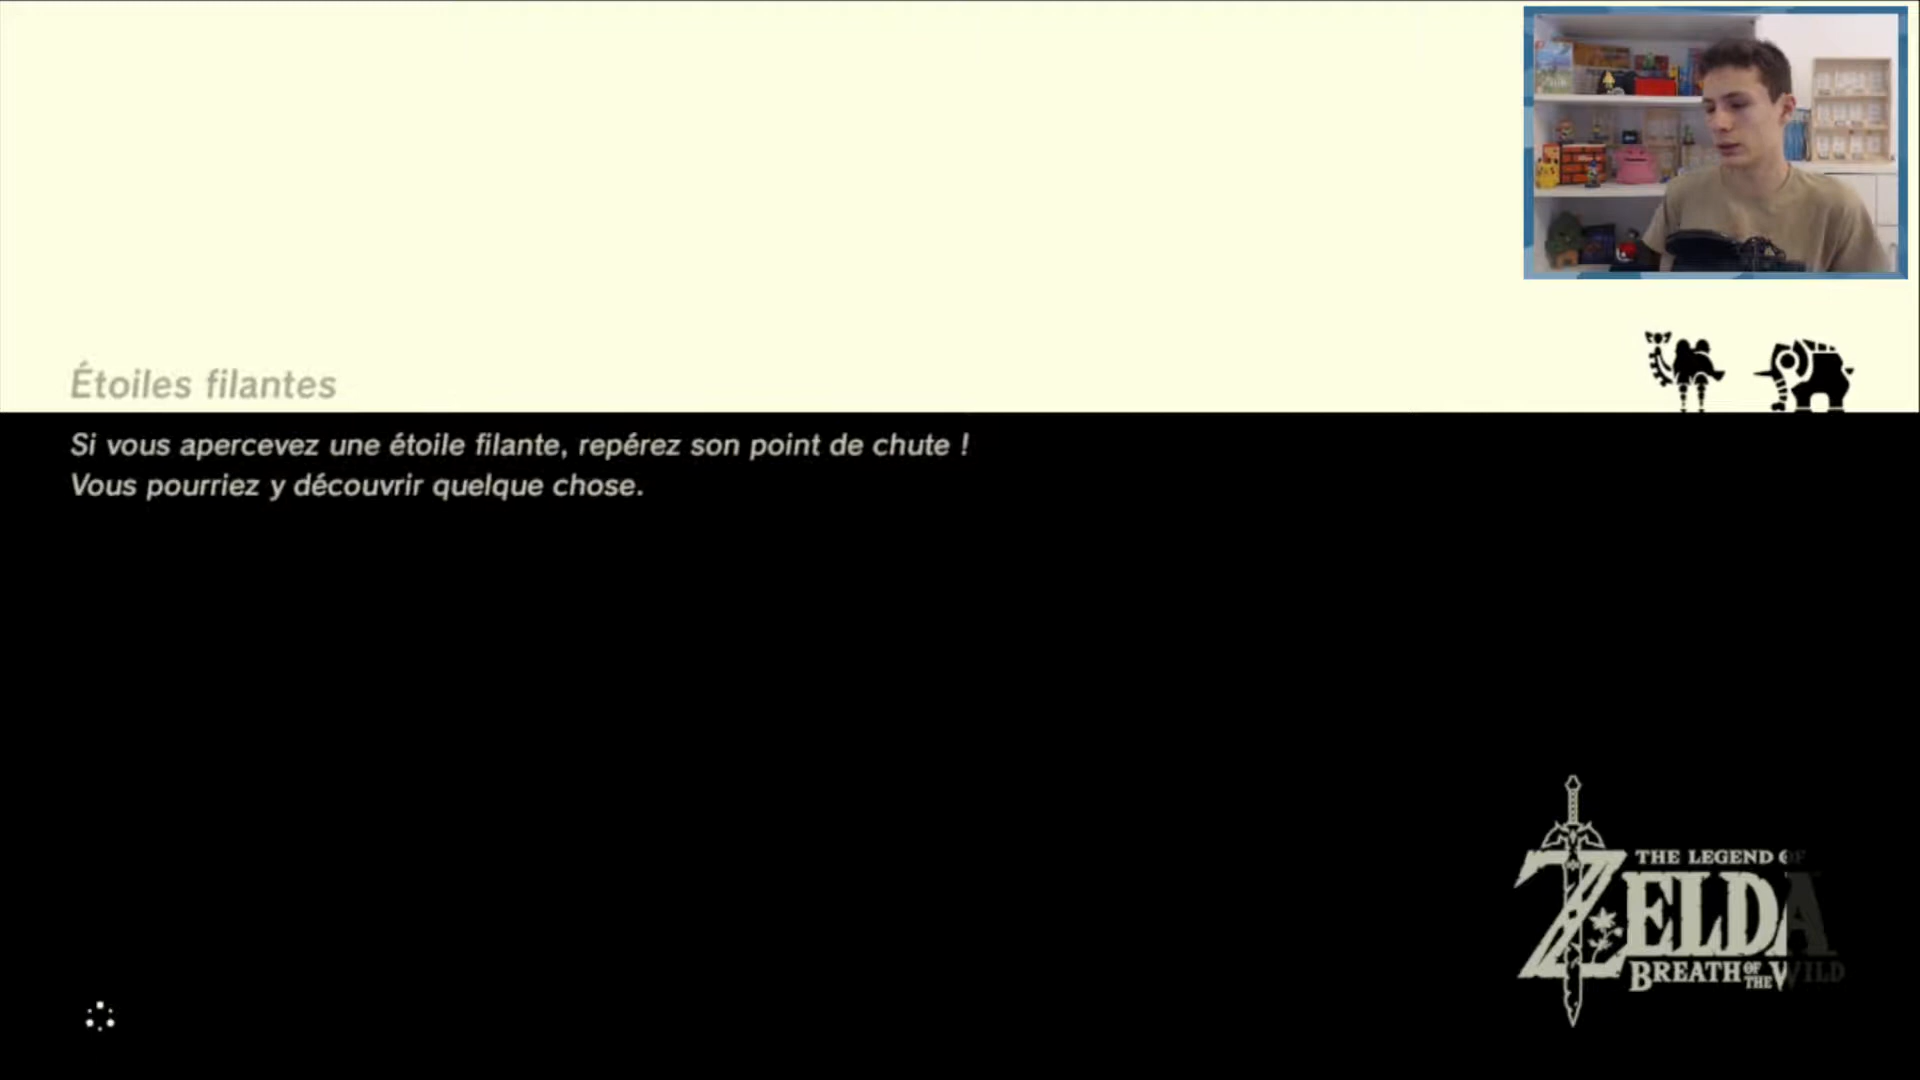 Étoiles filantes
Si vous apercevez une étoile filante, repérez son point de chute !
Vous pourriez y découvrir quelque chose.
THE LEGEND OF
ZELDA
BREATH OF THE WILD